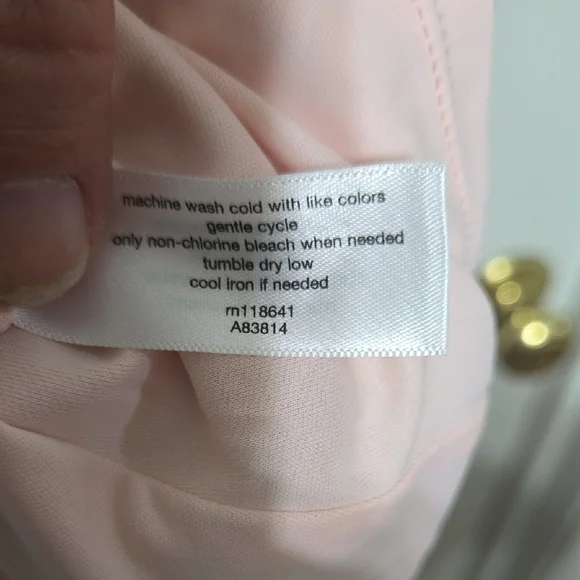 machine wash cold with like colors
gentle cycle
only non-chlorine bleach when needed
tumble dry low
cool iron if needed
rn118641
A83814